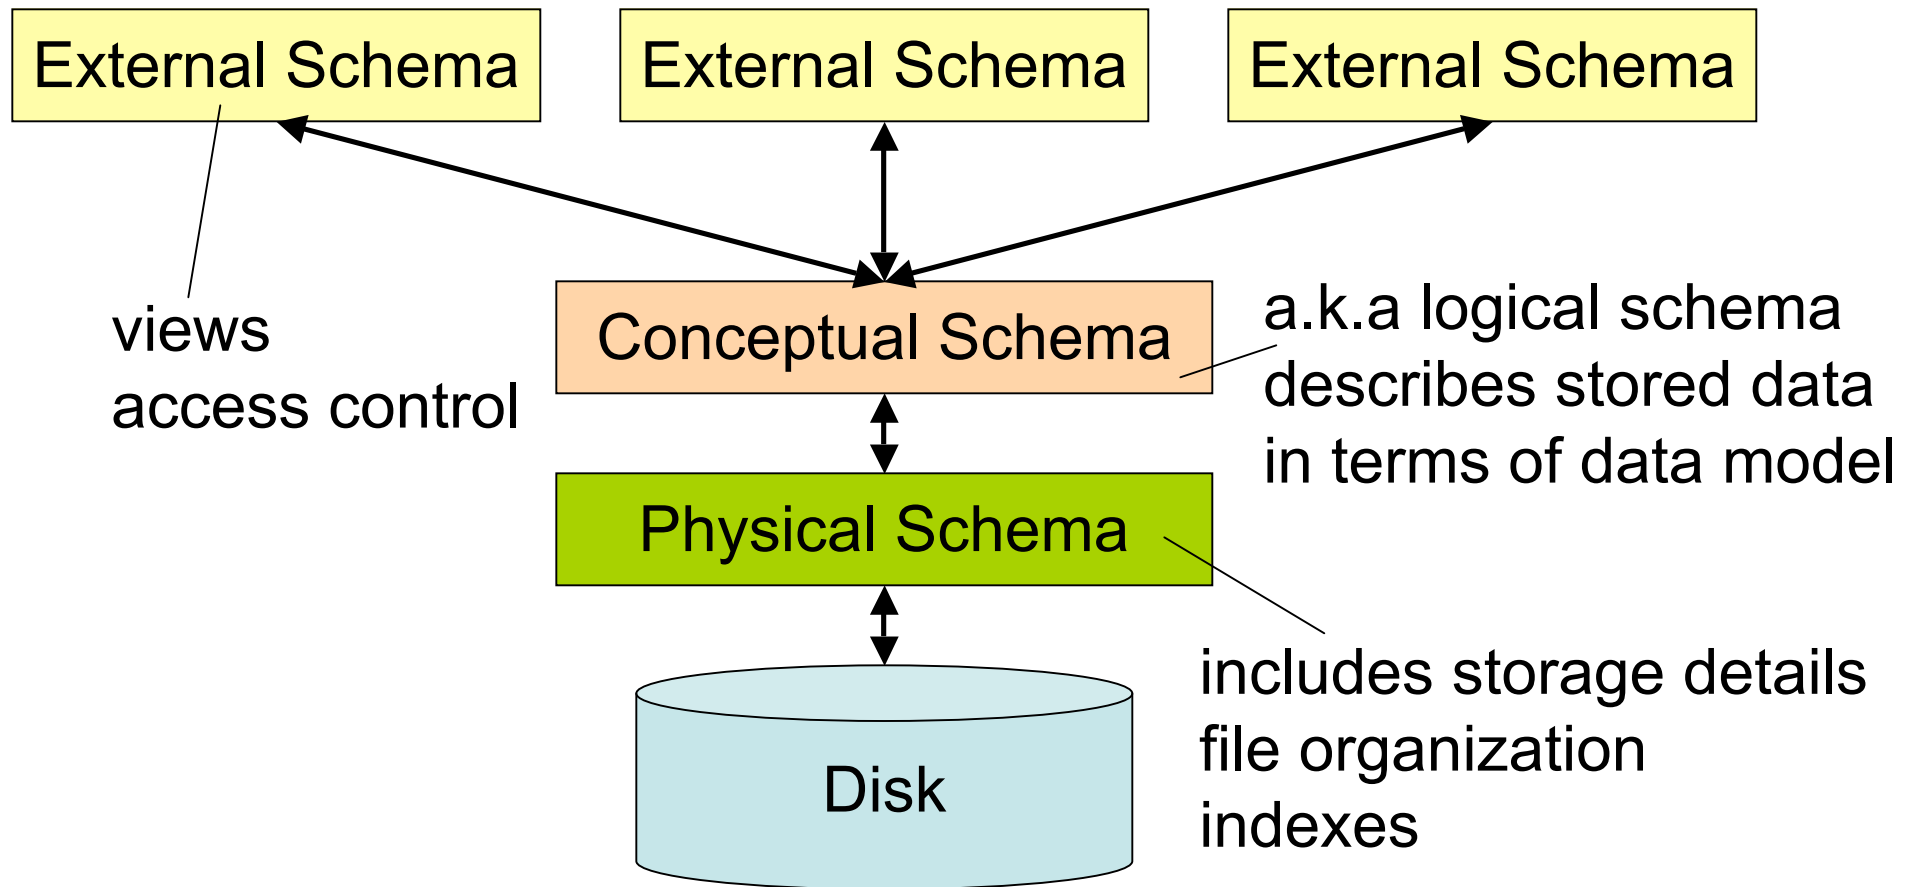 External Schema
External Schema
External Schema
views
access control
Conceptual Schema
a.k.a logical schema
describes stored data
in terms of data model
Physical Schema
includes storage details
file organization
indexes
Disk